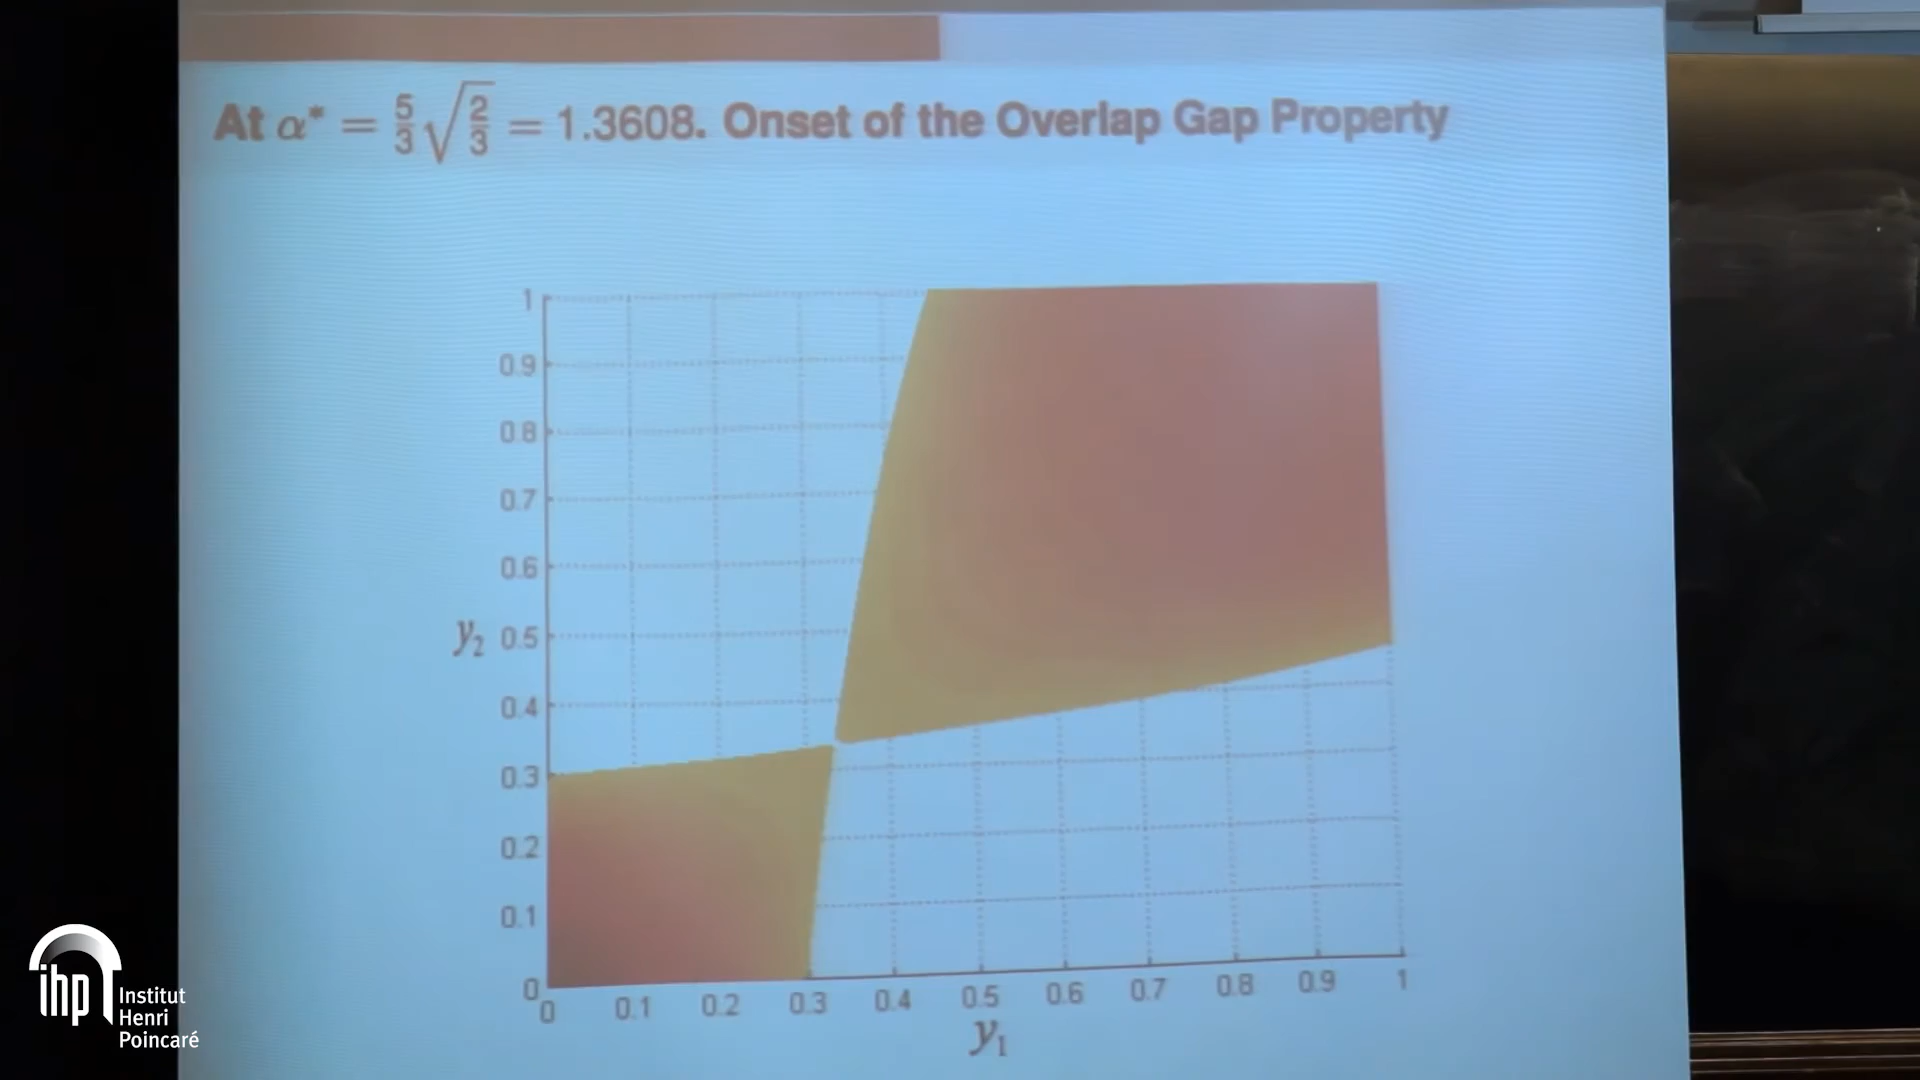 At α* = 5/3 √2/3 = 1.3608. Onset of the Overlap Gap Property
1
0.9
0.8
0.7
0.6
y₂ 0.5
0.4
0.3
0.2
0.1
0
0 0.1 0.2 0.3 0.4 0.5 0.6 0.7 0.8 0.9 1
y₁
ihp Institut
Henri
Poincaré